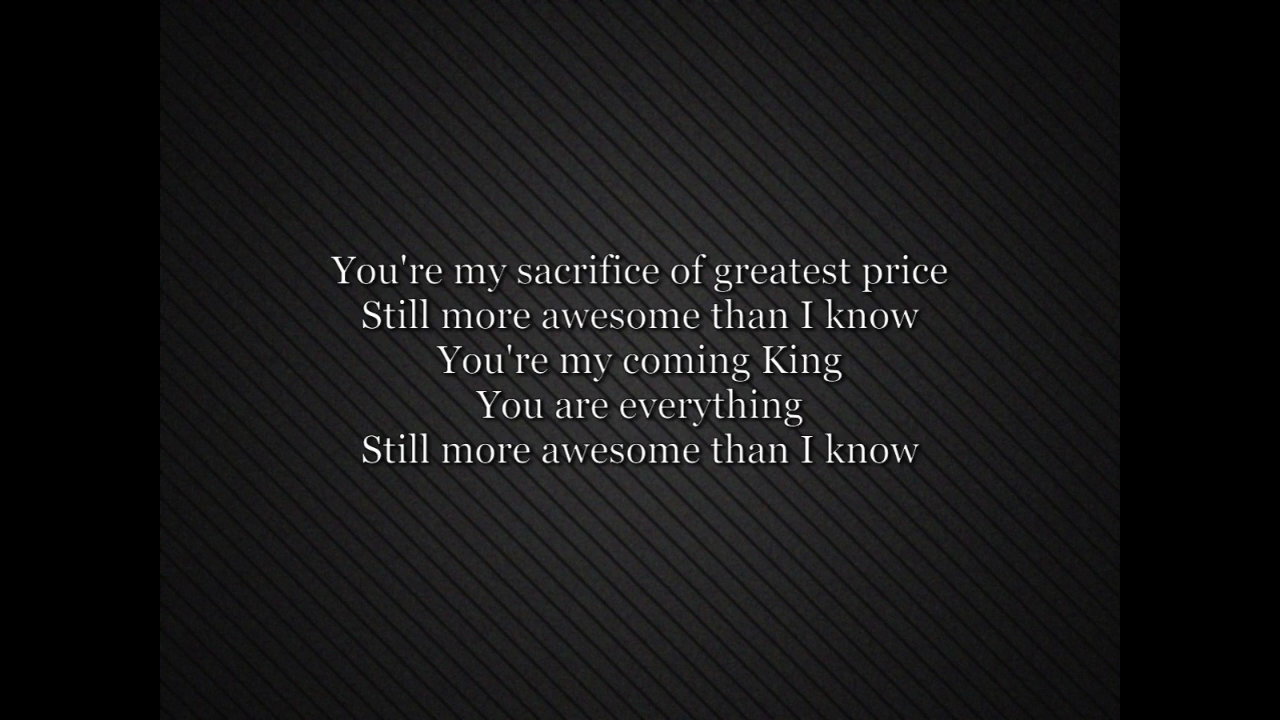 You're my sacrifice of greatest price
Still more awesome than I know
You're my coming King
You are everything
Still more awesome than I know